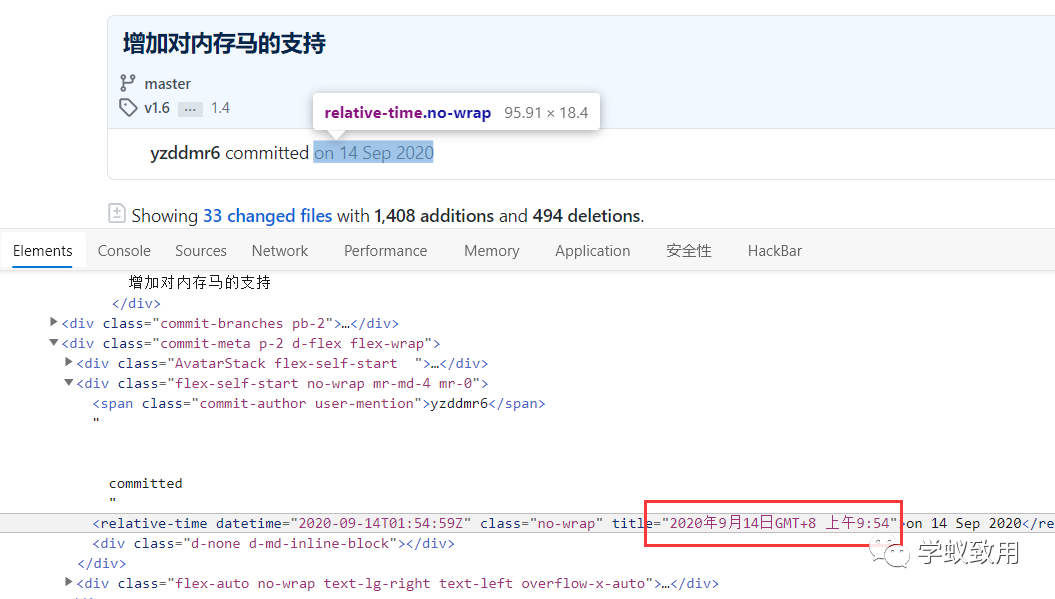 增加对内存马的支持
master
v1.6 ... 1.4
relative-time.no-wrap 95.91 × 18.4
yzddmr6 committed on 14 Sep 2020
Showing 33 changed files with 1,408 additions and 494 deletions.
Elements Console Sources Network Performance Memory Application 安全性 HackBar
增加对内存马的支持
</div>
<div class="commit-branches pb-2">…</div>
<div class="commit-meta p-2 d-flex flex-wrap">
<div class="AvatarStack flex-self-start  ">…</div>
<div class="flex-self-start no-wrap mr-md-4 mr-0">
<span class="commit-author user-mention">yzddmr6</span>
"
committed
"
<relative-time datetime="2020-09-14T01:54:59Z" class="no-wrap" title="2020年9月14日GMT+8 上午9:54">on 14 Sep 2020</re
<div class="d-none d-md-inline-block"></div>
</div>
<div class="flex-auto no-wrap text-lg-right text-left overflow-x-auto">…</div>
学蚁致用